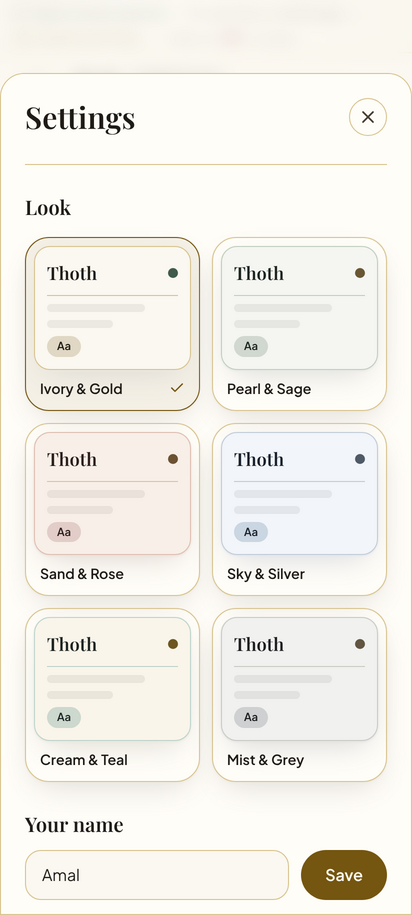 Settings
Look
Thoth
Aa
Ivory & Gold
Thoth
Aa
Pearl & Sage
Thoth
Aa
Sand & Rose
Thoth
Aa
Sky & Silver
Thoth
Aa
Cream & Teal
Thoth
Aa
Mist & Grey
Your name
Amal
Save